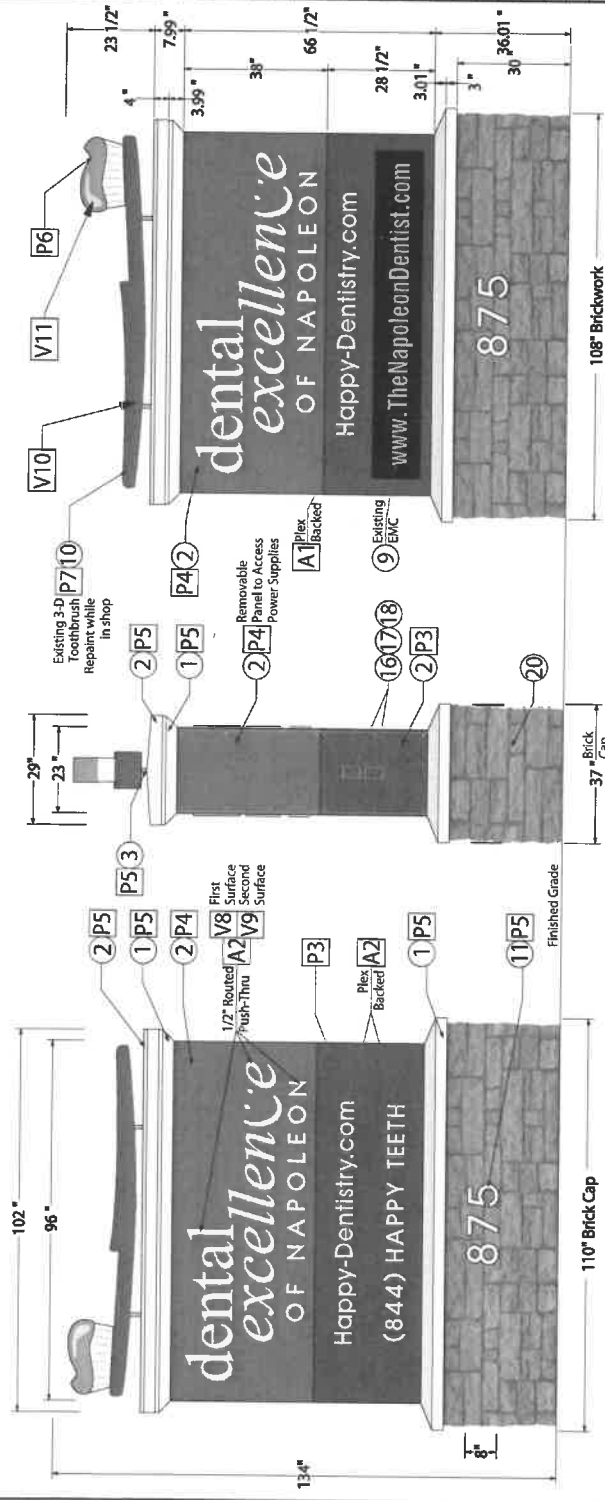 102 "
96 "
134"
8"
110" Brick Cap
dental
excellence
OF NAPOLEON
Happy-Dentistry.com
(844) HAPPY TEETH
875
2 P5
1 P5
2 P4
1/2" Routed
Push-Thru
A2
V8
V9
First
Surface
Second
Surface
P3
Plex
Backed
A2
1 P5
11 P5
Finished Grade
29"
23 "
P5 3
2 P5
1 P5
Removable
Panel to Access
Power Supplies
2 P4
16 17 18
2 P3
20
37 " Brick
Cap
Existing 3-D
Toothbrush
Repaint while
in shop
P7 10
V10
V11
P6
P4 2
A1
Plex
Backed
9
Existing
EMC
dental
excellence
OF NAPOLEON
Happy-Dentistry.com
www.TheNapoleonDentist.com
875
108" Brickwork
23 1/2"
7.99 "
66 1/2"
36.01 "
4 "
3.99 "
38"
28 1/2"
3.01 "
3 "
30 "